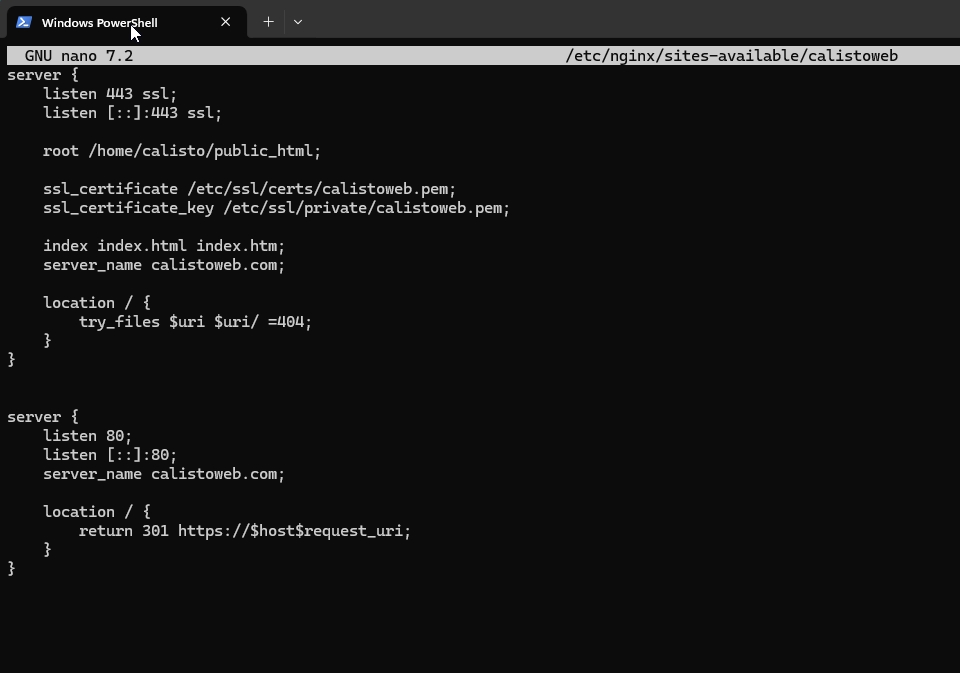 Windows PowerShell
GNU nano 7.2 /etc/nginx/sites-available/calistoweb
server {
    listen 443 ssl;
    listen [::]:443 ssl;

    root /home/calisto/public_html;

    ssl_certificate /etc/ssl/certs/calistoweb.pem;
    ssl_certificate_key /etc/ssl/private/calistoweb.pem;

    index index.html index.htm;
    server_name calistoweb.com;

    location / {
        try_files $uri $uri/ =404;
    }
}


server {
    listen 80;
    listen [::]:80;
    server_name calistoweb.com;

    location / {
        return 301 https://$host$request_uri;
    }
}